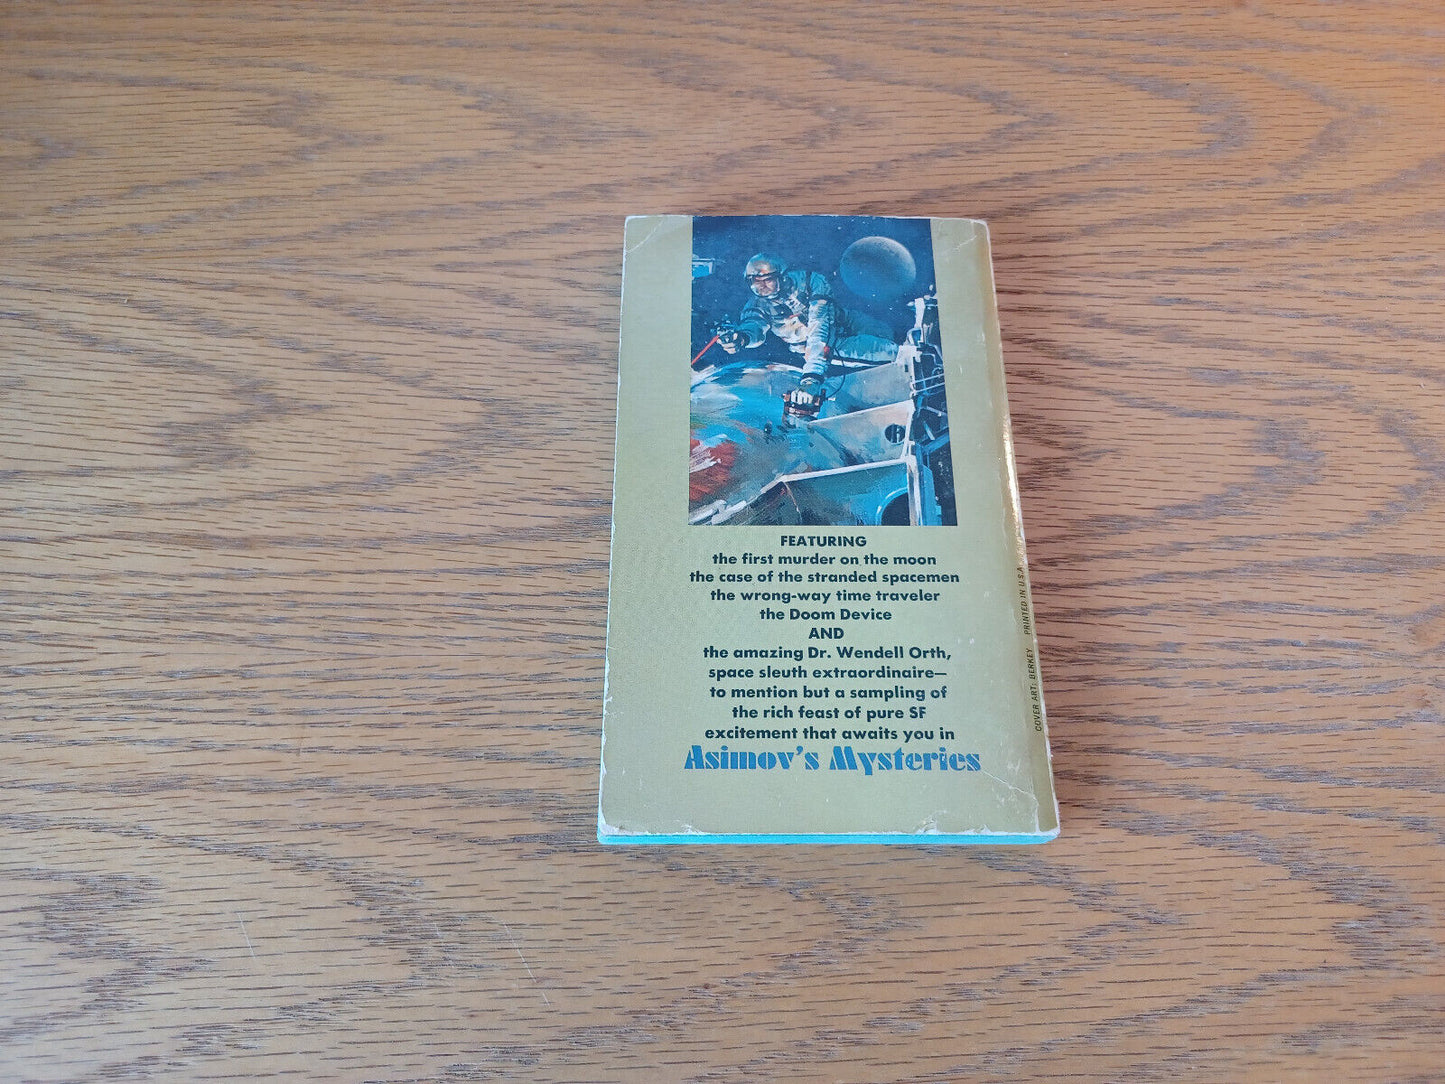 FEATURING
the first murder on the moon
the case of the stranded spacemen
the wrong-way time traveler
the Doom Device
AND
the amazing Dr. Wendell Orth,
space sleuth extraordinaire—
to mention but a sampling of
the rich feast of pure SF
excitement that awaits you in
Asimov's Mysteries
COVER ART: BERKEY PRINTED IN U.S.A.